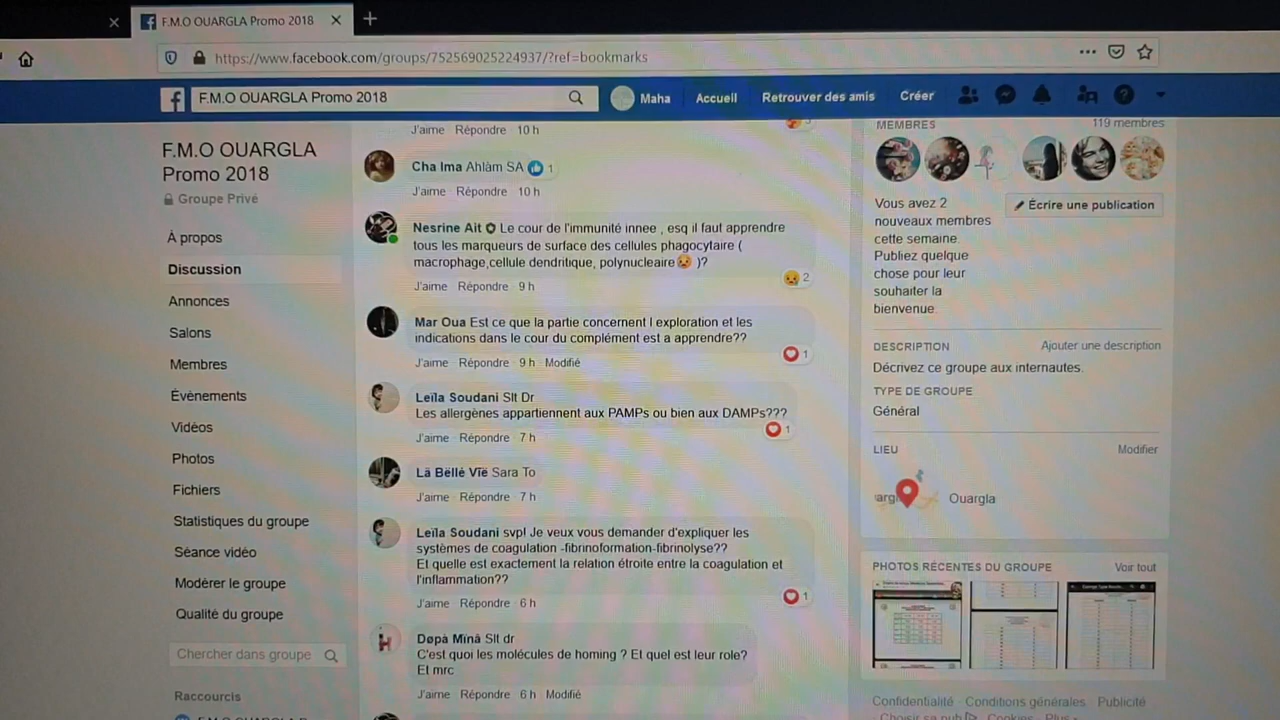 F.M.O OUARGLA Promo 2018
https://www.facebook.com/groups/752569025224937/?ref=bookmarks
F.M.O OUARGLA Promo 2018
Maha
Accueil
Retrouver des amis
Créer
F.M.O OUARGLA
Promo 2018
Groupe Privé
À propos
Discussion
Annonces
Salons
Membres
Événements
Vidéos
Photos
Fichiers
Statistiques du groupe
Séance vidéo
Modérer le groupe
Qualité du groupe
Chercher dans groupe
Raccourcis
J'aime Répondre 10 h
Cha Ima Ahlàm SA 1
J'aime Répondre 10 h
Nesrine Ait Le cour de l'immunité innee , esq il faut apprendre
tous les marqueurs de surface des cellules phagocytaire (
macrophage,cellule dendritique, polynucleaire😥 )?
2
J'aime Répondre 9 h
Mar Oua Est ce que la partie concernent l exploration et les
indications dans le cour du complément est a apprendre??
1
J'aime Répondre 9 h Modifié
Leïla Soudani Slt Dr
Les allergènes appartiennent aux PAMPs ou bien aux DAMPs???
1
J'aime Répondre 7 h
Lä Bëllé Vïe Sara To
J'aime Répondre 7 h
Leïla Soudani svpl Je veux vous demander d'expliquer les
systèmes de coagulation -fibrinoformation-fibrinolyse??
Et quelle est exactement la relation étroite entre la coagulation et
l'inflammation??
1
J'aime Répondre 6 h
Døpà Mïnâ Slt dr
C'est quoi les molécules de homing ? Et quel est leur role?
Et mrc
J'aime Répondre 6 h Modifié
MEMBRES
119 membres
Vous avez 2
nouveaux membres
cette semaine.
Publiez quelque
chose pour leur
souhaiter la
bienvenue.
Écrire une publication
DESCRIPTION
Ajouter une description
Décrivez ce groupe aux internautes.
TYPE DE GROUPE
Général
LIEU
Modifier
Ouargla
PHOTOS RÉCENTES DU GROUPE
Voir tout
Confidentialité · Conditions générales · Publicité